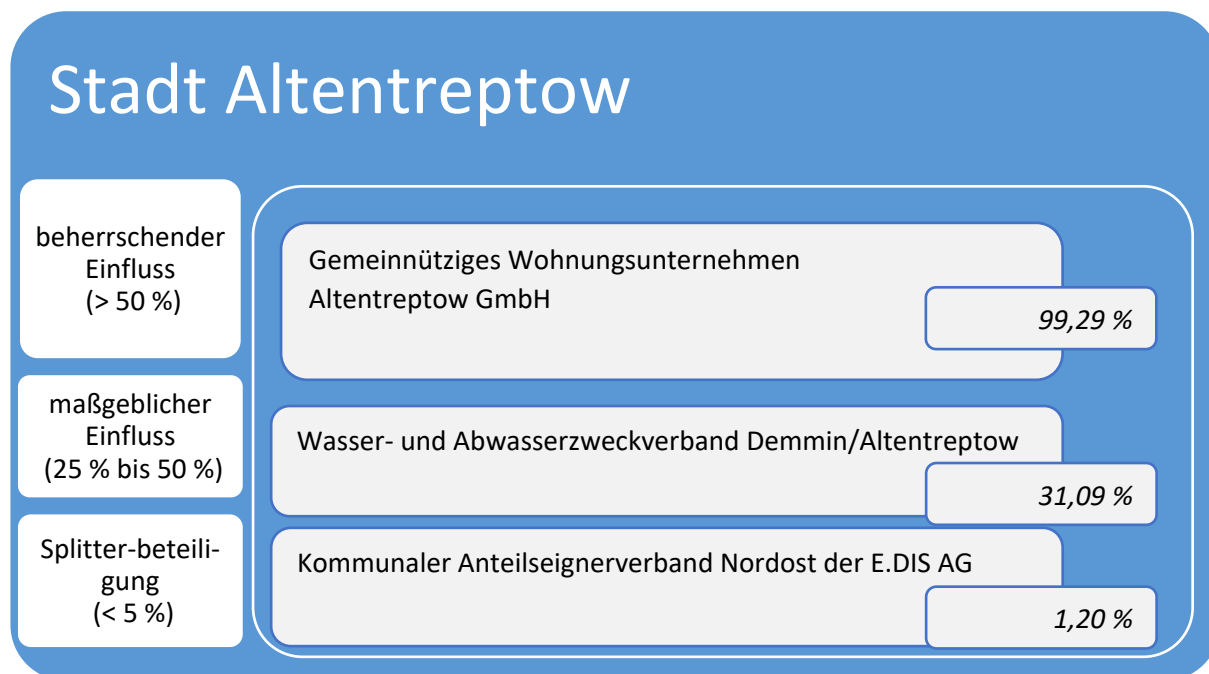 Stadt Altentreptow
beherrschender
Einfluss
(> 50 %)
Gemeinnütziges Wohnungsunternehmen
Altentreptow GmbH
99,29 %
maßgeblicher
Einfluss
(25 % bis 50 %)
Wasser- und Abwasserzweckverband Demmin/Altentreptow
31,09 %
Splitter-beteili-
gung
(< 5 %)
Kommunaler Anteilseignerverband Nordost der E.DIS AG
1,20 %